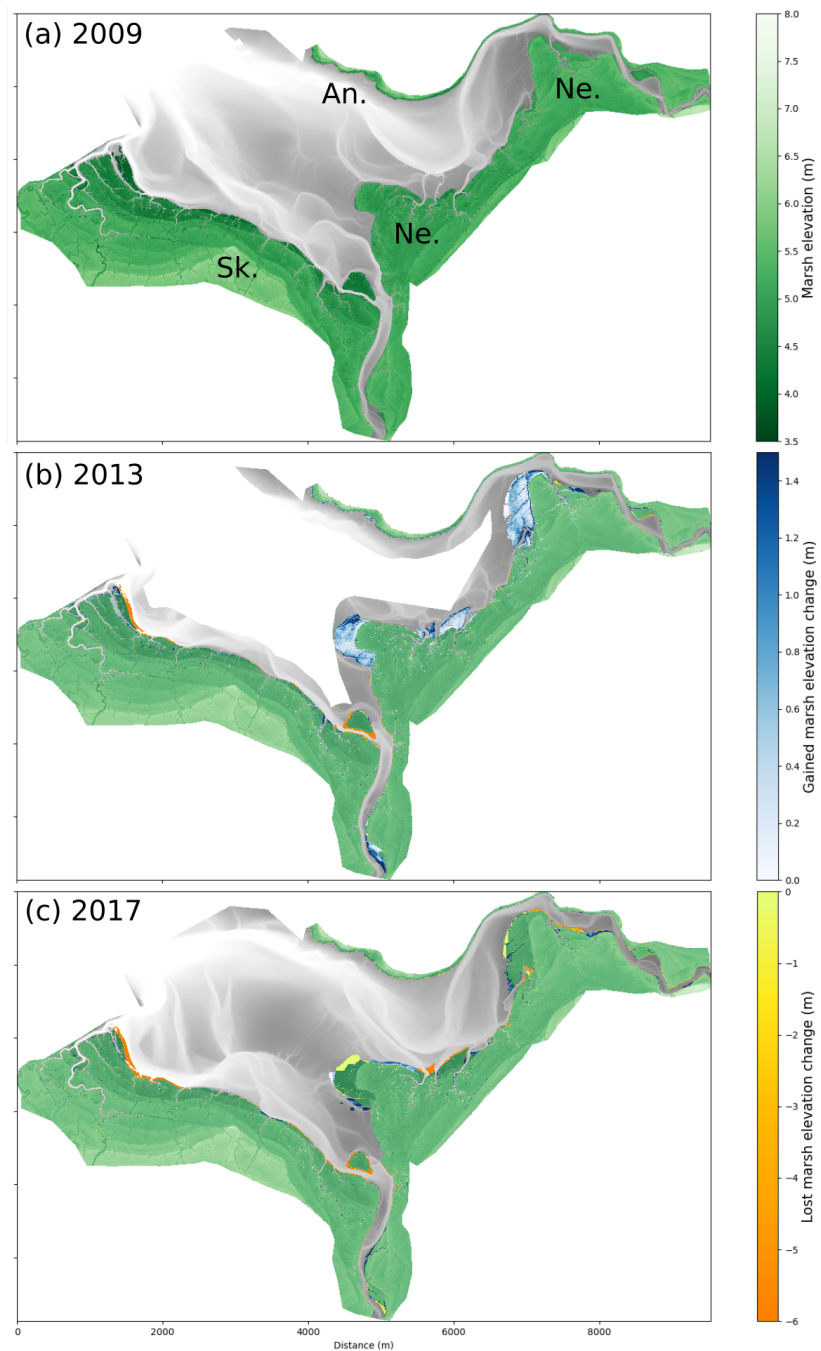 (a) 2009
An.
Ne.
Ne.
Sk.
8.0
7.5
7.0
6.5
6.0
5.5
5.0
4.5
4.0
3.5
Marsh elevation (m)
(b) 2013
1.4
1.2
1.0
0.8
0.6
0.4
0.2
0.0
Gained marsh elevation change (m)
(c) 2017
0
−1
−2
−3
−4
−5
−6
Lost marsh elevation change (m)
0
2000
4000
6000
8000
Distance (m)